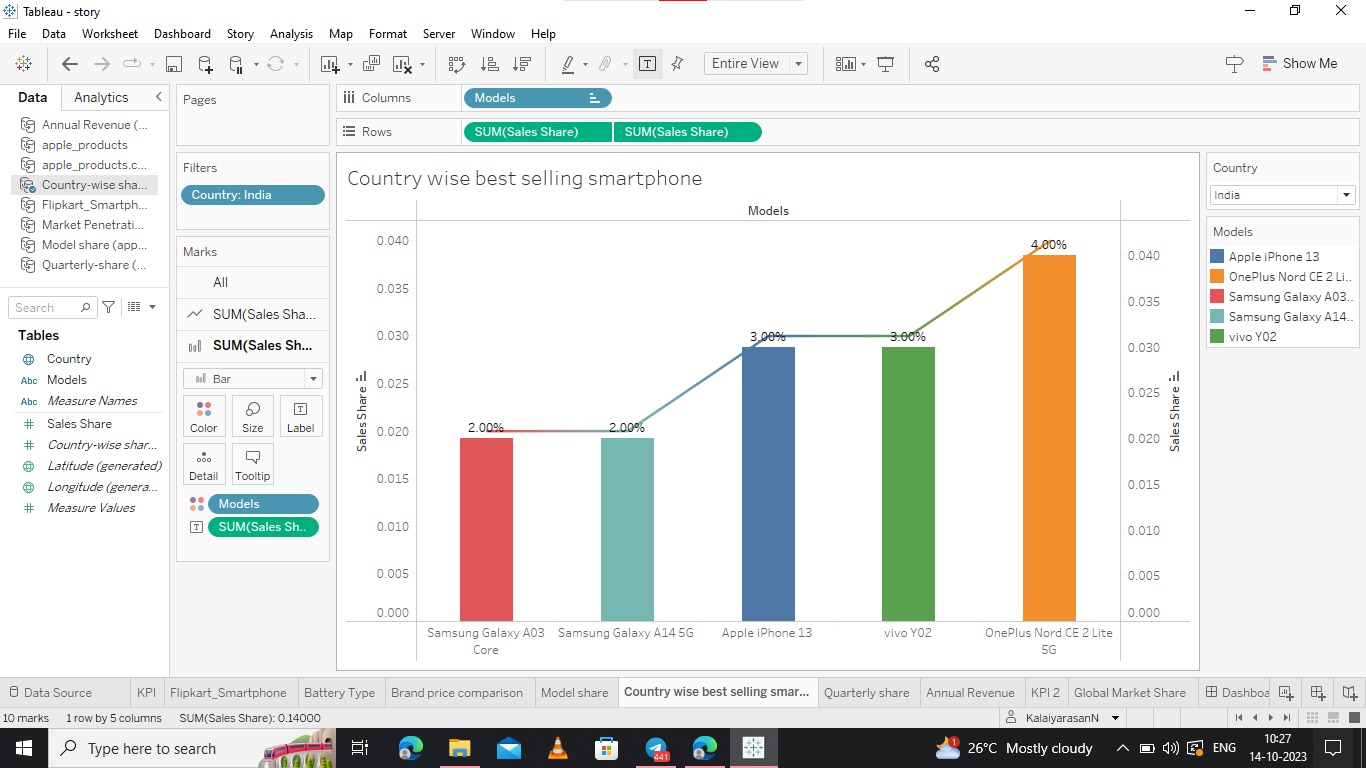 Tableau - story
File Data Worksheet Dashboard Story Analysis Map Format Server Window Help
Entire View
Show Me
Data Analytics
Annual Revenue (...
apple_products
apple_products.c...
Country-wise sha...
Flipkart_Smartph...
Market Penetrati...
Model share (app...
Quarterly-share (...
Search
Tables
Country
Abc Models
Abc Measure Names
Sales Share
Country-wise shar...
Latitude (generated)
Longitude (genera...
Measure Values
Pages
Filters
Country: India
Marks
All
SUM(Sales Sha...
SUM(Sales Sh...
Bar
Color Size Label
Detail Tooltip
Models
SUM(Sales Sh..
Columns Models
Rows SUM(Sales Share) SUM(Sales Share)
Country wise best selling smartphone
Models
Sales Share
0.040
0.035
0.030
0.025
0.020
0.015
0.010
0.005
0.000
2.00% 2.00% 3.00% 3.00% 4.00%
Samsung Galaxy A03 Core
Samsung Galaxy A14 5G
Apple iPhone 13
vivo Y02
OnePlus Nord CE 2 Lite 5G
0.040
0.035
0.030
0.025
0.020
0.015
0.010
0.005
0.000
Sales Share
Country
India
Models
Apple iPhone 13
OnePlus Nord CE 2 Li..
Samsung Galaxy A03..
Samsung Galaxy A14..
vivo Y02
Data Source KPI Flipkart_Smartphone Battery Type Brand price comparison Model share Country wise best selling smar... Quarterly share Annual Revenue KPI 2 Global Market Share Dashboa
10 marks 1 row by 5 columns SUM(Sales Share): 0.14000 KalaiyarasanN
Type here to search
441
1
26°C Mostly cloudy
ENG
10:27
14-10-2023